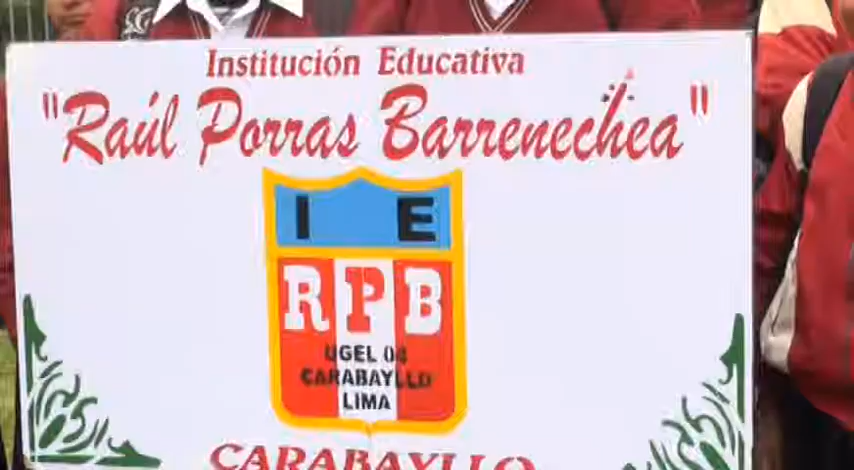 Institución Educativa
"Raúl Porras Barrenechea"
I E
RPB
UGEL 04
CARABAYLLO
LIMA
CARABAYLLO